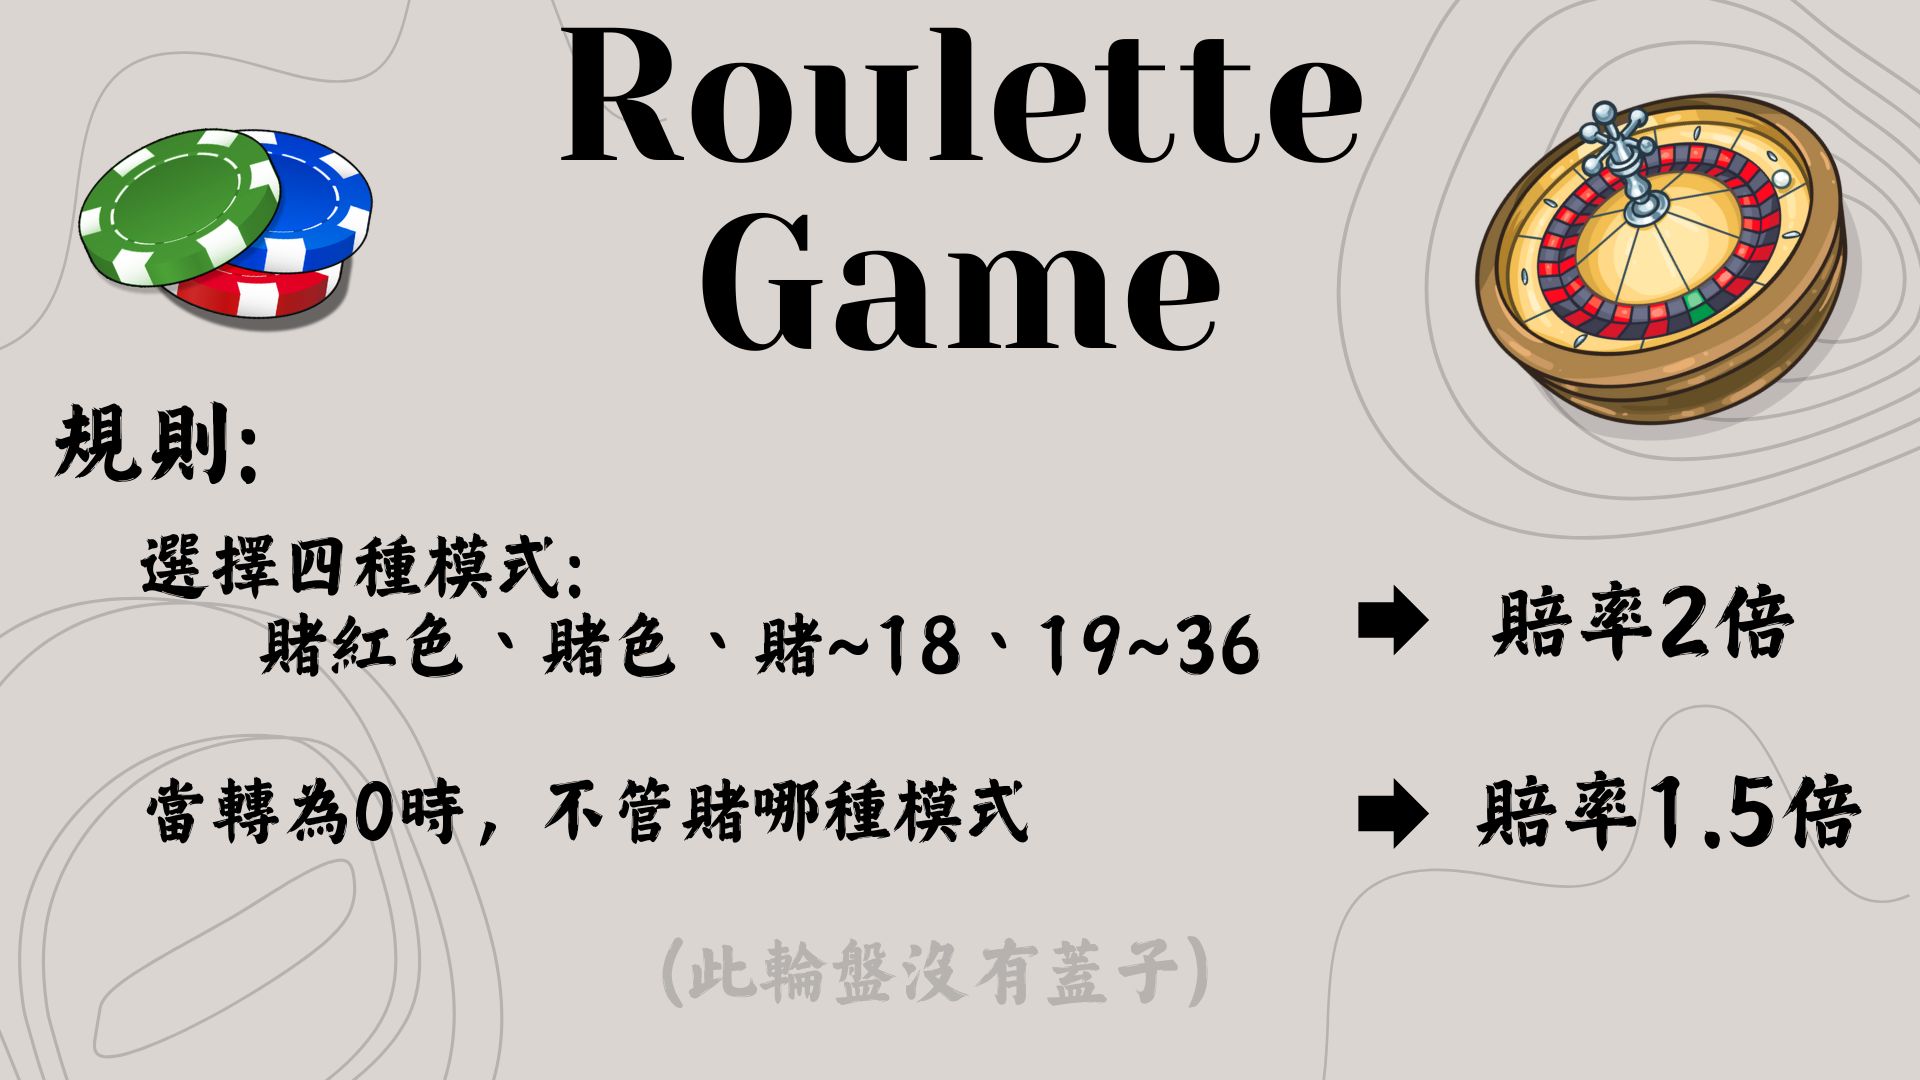 Roulette
Game
規則:
選擇四種模式:
賭紅色、賭色、賭~18、19~36
賠率2倍
當轉為0時,不管賭哪種模式
賠率1.5倍
(此輪盤沒有蓋子)